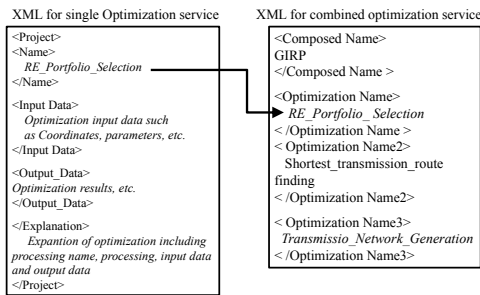 XML for single Optimization service
<Project>
<Name>
RE_Portfolio_Selection
</Name>
<Input Data>
Optimization input data such
as Coordinates, parameters, etc.
</Input Data>
<Output_Data>
Optimization results, etc.
</Output_Data>
</Explanation>
Expantion of optimization including
processing name, processing, input data
and output data
</Project>
XML for combined optimization service
<Composed Name>
GIRP
</Composed Name >
<Optimization Name>
RE_Portfolio_ Selection
< /Optimization Name >
< Optimization Name2>
Shortest_transmission_route
finding
< /Optimization Name2>
< Optimization Name3>
Transmissio_Network_Generation
< /Optimization Name3>